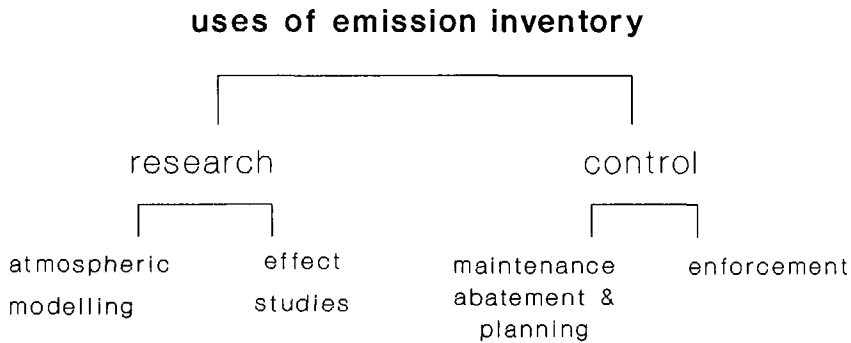 uses of emission inventory
research
control
atmospheric
modelling
effect
studies
maintenance
abatement &
planning
enforcement